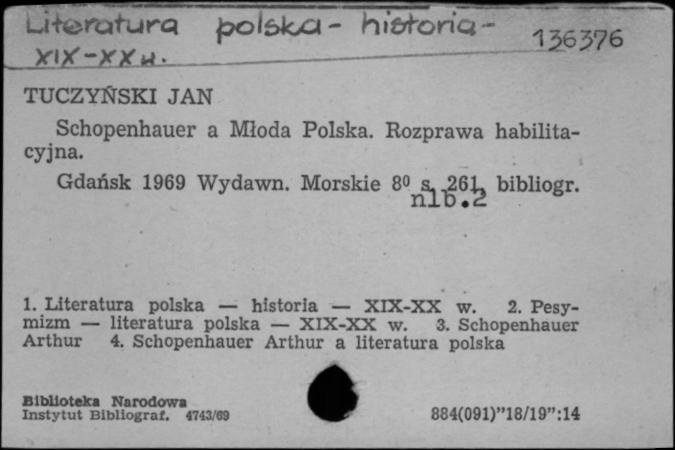 Literatura polska - historia -
136376
XIX-XX w.
TUCZYŃSKI JAN
Schopenhauer a Młoda Polska. Rozprawa habilita-
cyjna.
Gdańsk 1969 Wydawn. Morskie 8⁰ s. 261, bibliogr.
nlb.2
1. Literatura polska — historia — XIX-XX w. 2. Pesy-
mizm — literatura polska — XIX-XX w. 3. Schopenhauer
Arthur 4. Schopenhauer Arthur a literatura polska
Biblioteka Narodowa
Instytut Bibliograf. 4743/69
884(091)”18/19”:14